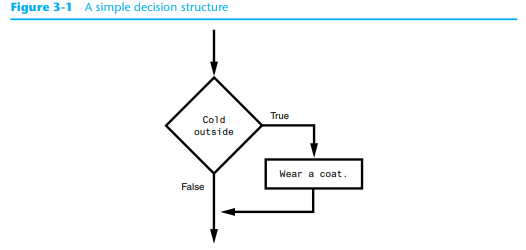 Figure 3-1 A simple decision structure
Cold
outside
True
Wear a coat.
False